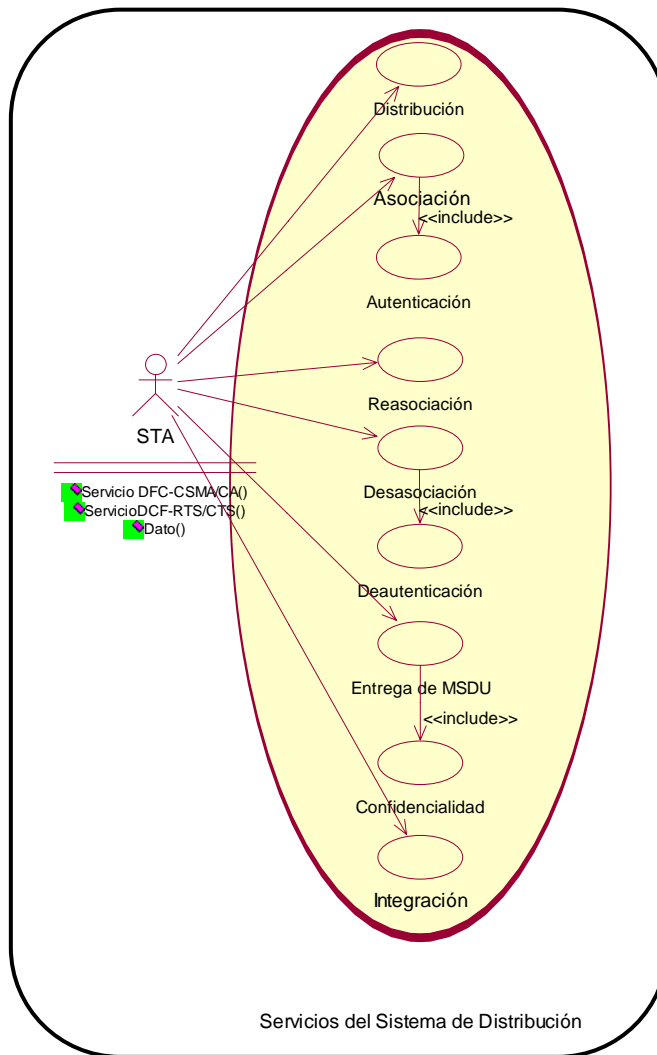 Distribución
Asociación
<<include>>
Autenticación
Reasociación
STA
Desasociación
Servicio DFC-CSMA/CA()
ServicioDCF-RTS/CTS()
<<include>>
Dato()
Deautenticación
Entrega de MSDU
<<include>>
Confidencialidad
Integración
Servicios del Sistema de Distribución